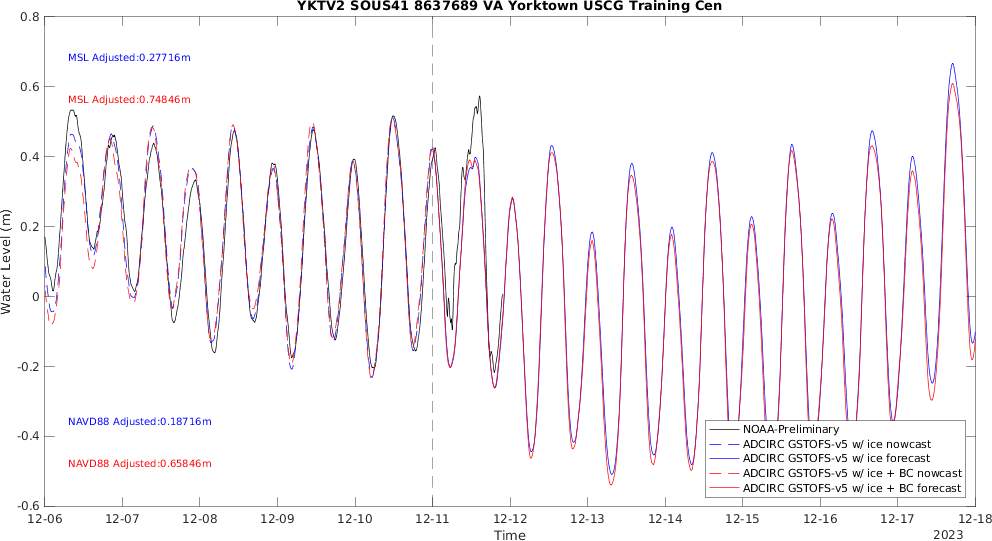 YKTV2 SOUS41 8637689 VA Yorktown USCG Training Cen
0.8
0.6
0.4
0.2
0
-0.2
-0.4
-0.6
Water Level (m)
MSL Adjusted:0.27716m
MSL Adjusted:0.74846m
NAVD88 Adjusted:0.18716m
NAVD88 Adjusted:0.65846m
NOAA-Preliminary
ADCIRC GSTOFS-v5 w/ ice nowcast
ADCIRC GSTOFS-v5 w/ ice forecast
ADCIRC GSTOFS-v5 w/ ice + BC nowcast
ADCIRC GSTOFS-v5 w/ ice + BC forecast
12-06 12-07 12-08 12-09 12-10 12-11 12-12 12-13 12-14 12-15 12-16 12-17 12-18
Time
2023